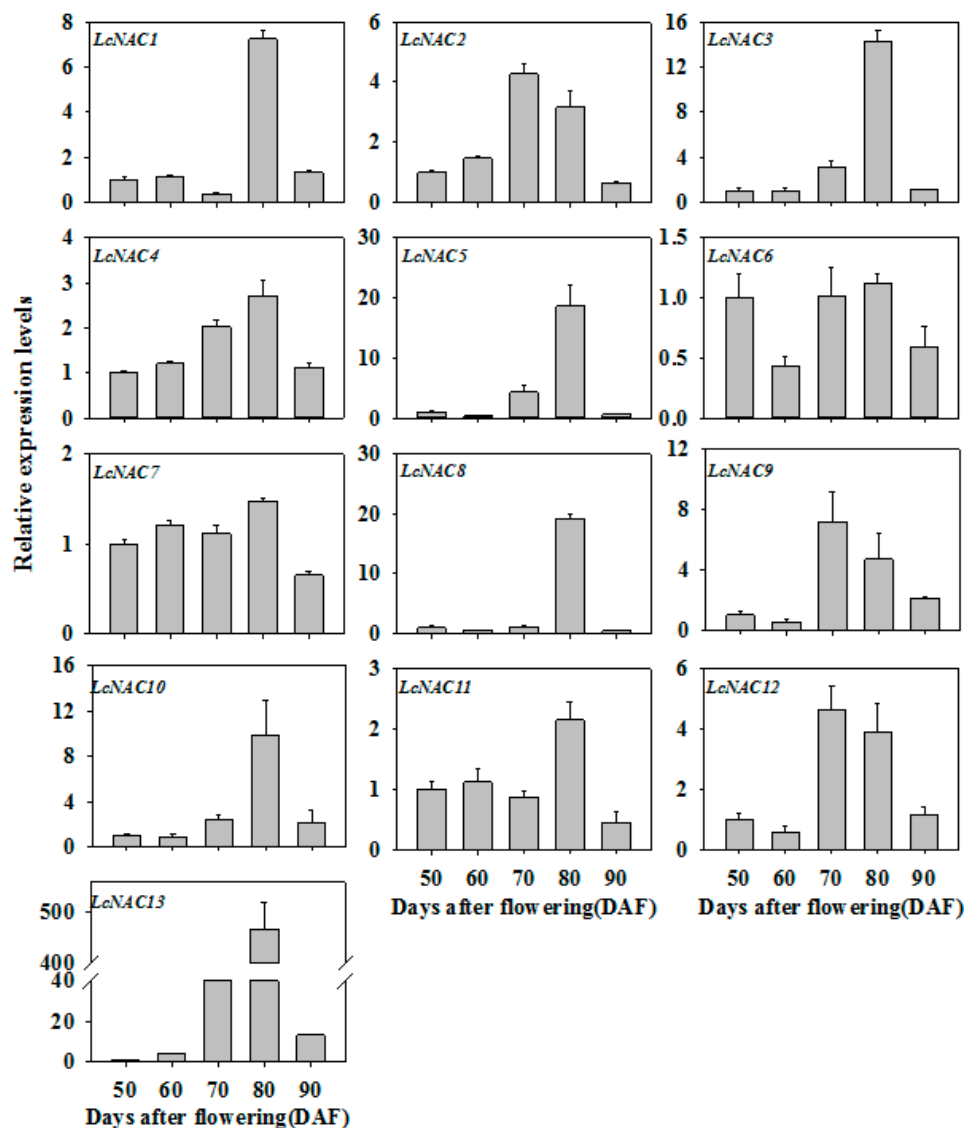 Relative expression levels
LcNAC1
8
6
4
2
0
LcNAC2
6
4
2
0
LcNAC3
16
12
8
4
0
LcNAC4
4
3
2
1
0
LcNAC5
30
20
10
0
LcNAC6
1.5
1.0
0.5
0.0
LcNAC7
2
1
0
LcNAC8
30
20
10
0
LcNAC9
12
8
4
0
LcNAC10
16
12
8
4
0
LcNAC11
3
2
1
0
50 60 70 80 90
Days after flowering(DAF)
LcNAC12
6
4
2
0
50 60 70 80 90
Days after flowering(DAF)
LcNAC13
500
400
40
20
0
50 60 70 80 90
Days after flowering(DAF)